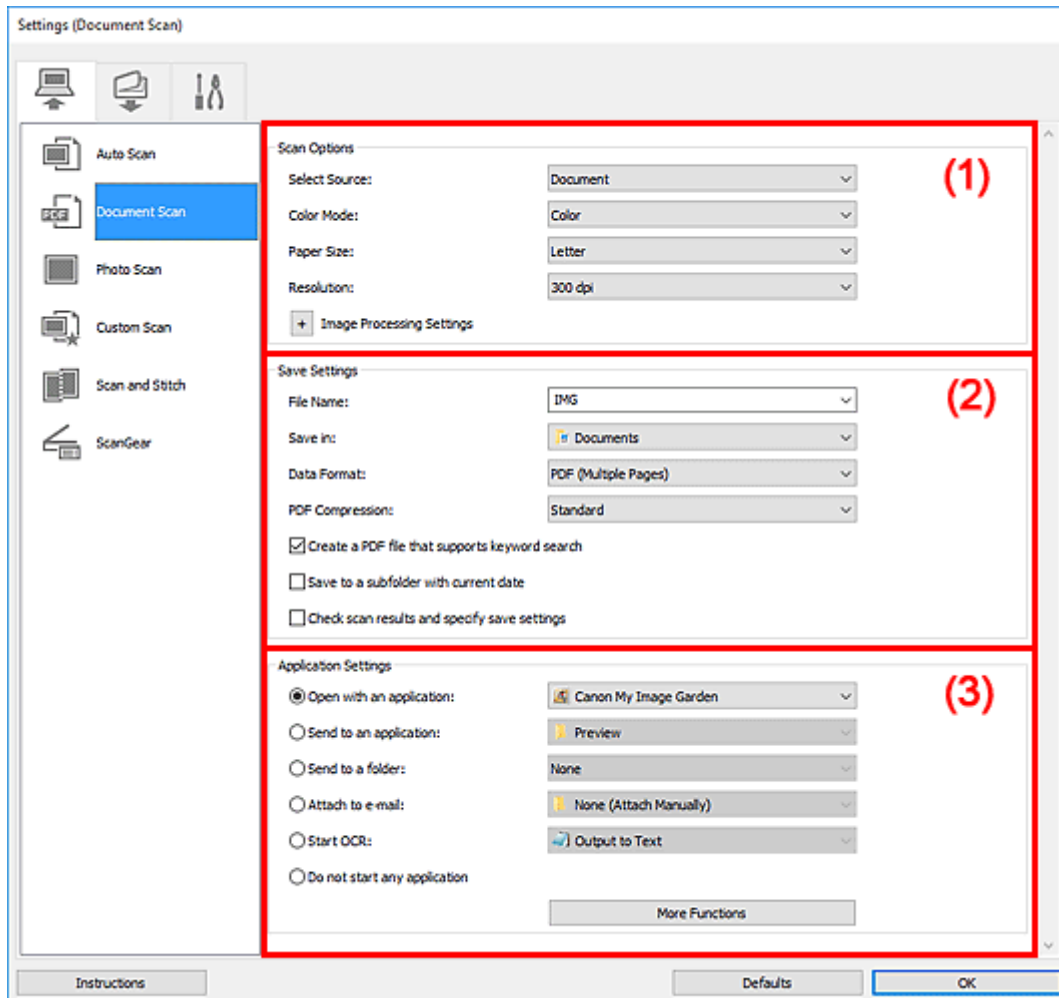 Settings (Document Scan)
Auto Scan
PDF
Document Scan
Photo Scan
Custom Scan
Scan and Stitch
ScanGear
Scan Options
(1)
Select Source: Document
Color Mode: Color
Paper Size: Letter
Resolution: 300 dpi
+ Image Processing Settings
Save Settings
(2)
File Name: IMG
Save in: Documents
Data Format: PDF (Multiple Pages)
PDF Compression: Standard
Create a PDF file that supports keyword search
Save to a subfolder with current date
Check scan results and specify save settings
Application Settings
(3)
Open with an application: Canon My Image Garden
Send to an application: Preview
Send to a folder: None
Attach to e-mail: None (Attach Manually)
Start OCR: Output to Text
Do not start any application
More Functions
Instructions Defaults OK